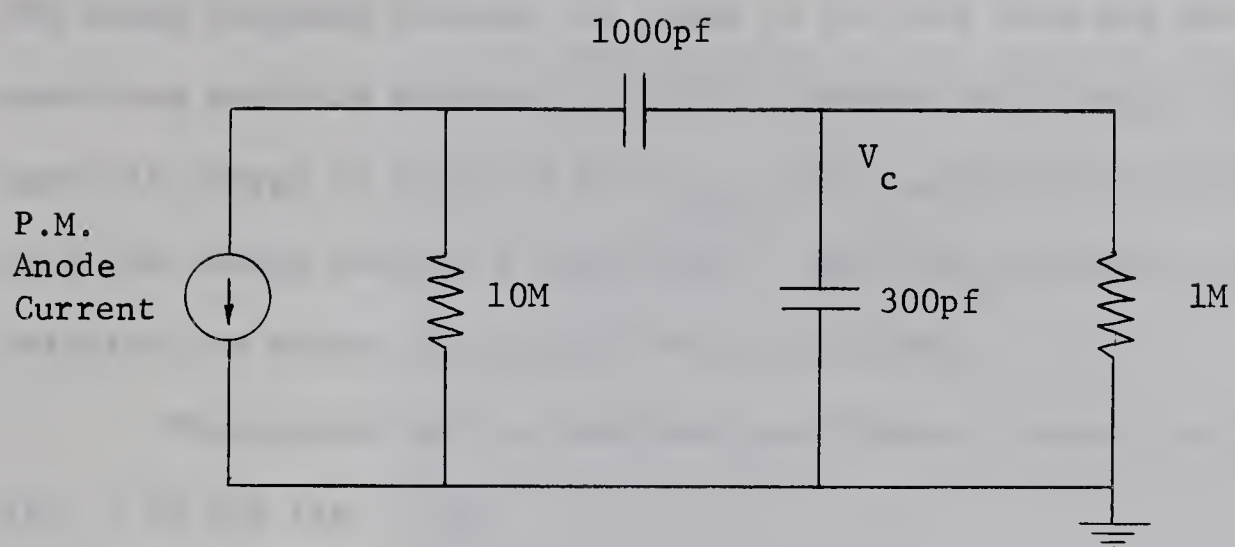 1000pf
V
c
P.M.
Anode
Current
10M
300pf
1M